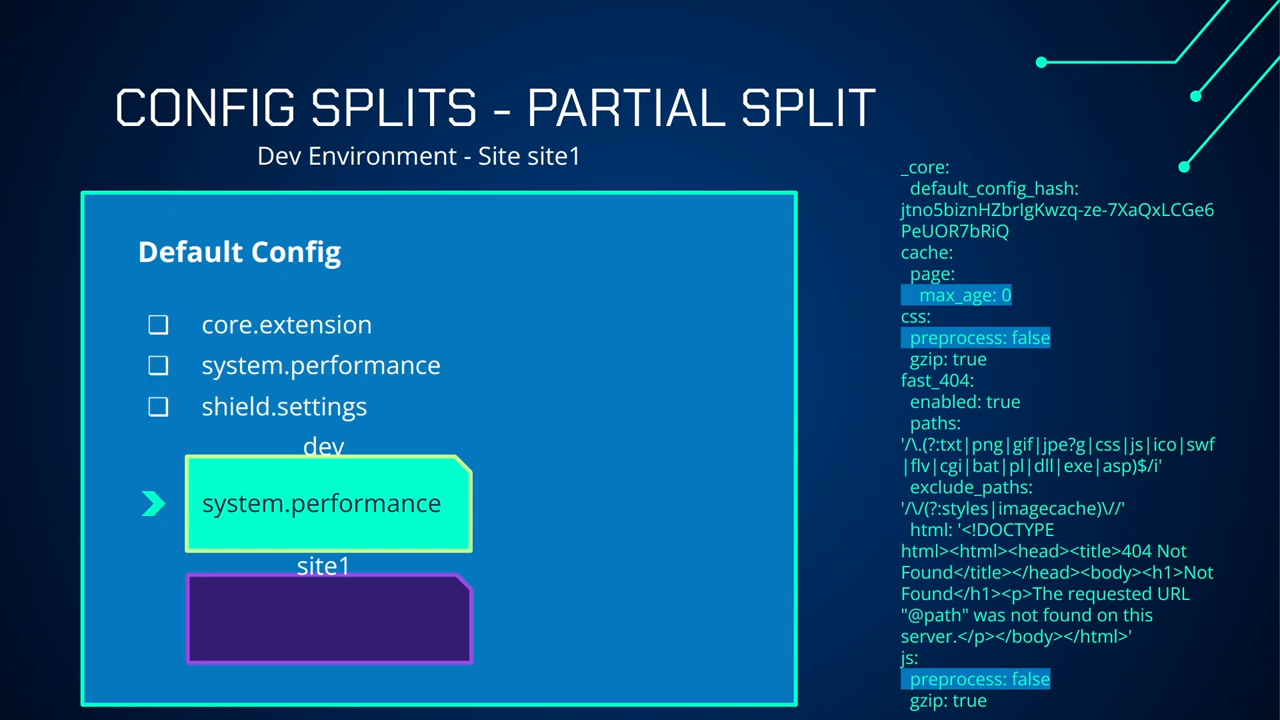 CONFIG SPLITS - PARTIAL SPLIT
Dev Environment - Site site1
Default Config
❏ core.extension
❏ system.performance
❏ shield.settings
dev
system.performance
site1
_core:
  default_config_hash:
jtno5biznHZbrIgKwzq-ze-7XaQxLCGe6
PeUOR7bRiQ
cache:
  page:
    max_age: 0
css:
  preprocess: false
  gzip: true
fast_404:
  enabled: true
  paths:
'/\.(?:txt|png|gif|jpe?g|css|js|ico|swf
|flv|cgi|bat|pl|dll|exe|asp)$/i'
  exclude_paths:
'/\/(?:styles|imagecache)\//'
  html: '<!DOCTYPE
html><html><head><title>404 Not
Found</title></head><body><h1>Not
Found</h1><p>The requested URL
"@path" was not found on this
server.</p></body></html>'
js:
  preprocess: false
  gzip: true